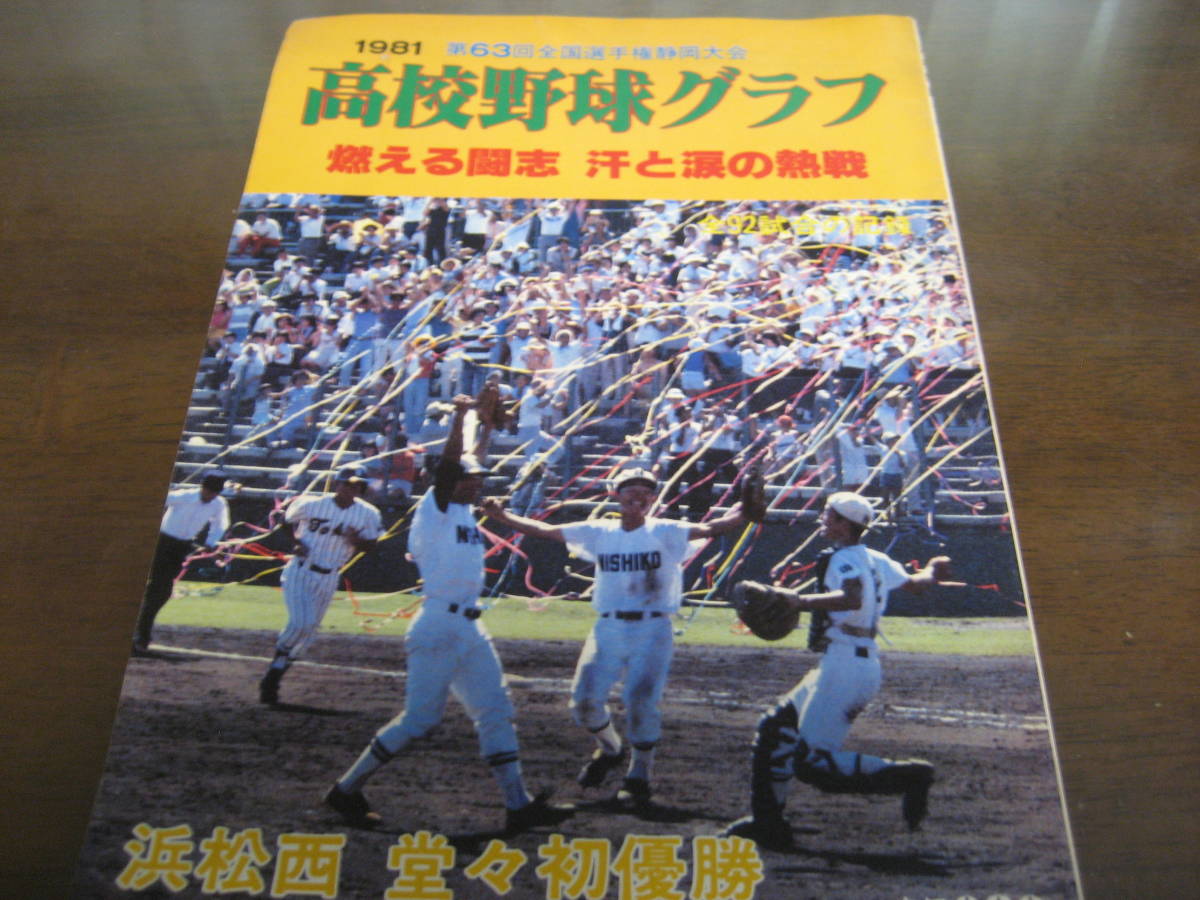 1981 第63回全国選手権静岡大会
高校野球グラフ
燃える闘志 汗と涙の熱戦
全92試合の記録
NISHIKO
浜松西 堂々初優勝